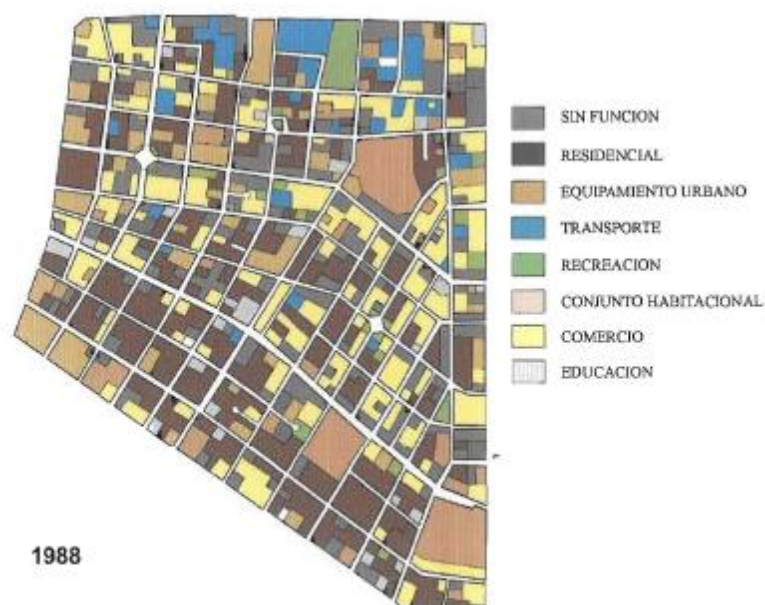 SIN FUNCION
RESIDENCIAL
EQUIPAMIENTO URBANO
TRANSPORTE
RECREACION
CONJUNTO HABITACIONAL
COMERCIO
EDUCACION
1988